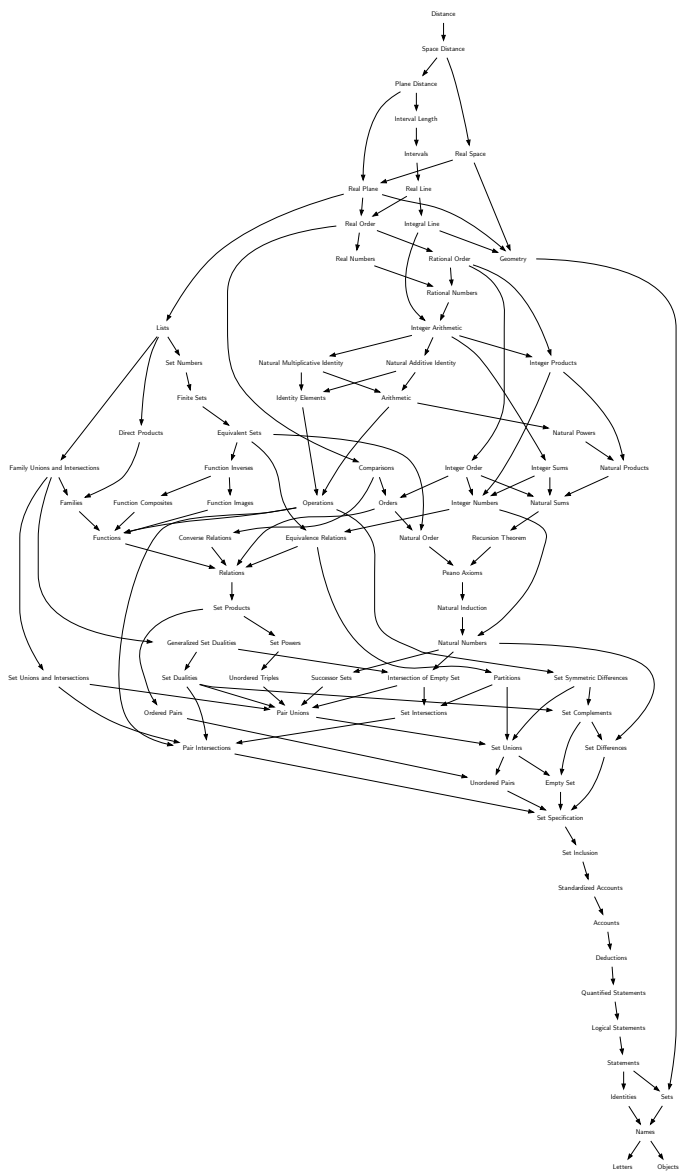 Distance
Space Distance
Plane Distance
Interval Length
Intervals Real Space
Real Plane Real Line
Real Order Integral Line
Real Numbers Rational Order Geometry
Rational Numbers
Lists Integer Arithmetic
Set Numbers Natural Multiplicative Identity Natural Additive Identity Integer Products
Finite Sets Identity Elements Arithmetic
Direct Products Equivalent Sets Natural Powers
Family Unions and Intersections Function Inverses Comparisons Integer Order Integer Sums Natural Products
Families Function Composites Function Images Operations Orders Integer Numbers Natural Sums
Functions Converse Relations Equivalence Relations Natural Order Recursion Theorem
Relations Peano Axioms
Set Products Natural Induction
Generalized Set Dualities Set Powers Natural Numbers
Set Unions and Intersections Set Dualities Unordered Triples Successor Sets Intersection of Empty Set Partitions Set Symmetric Differences
Ordered Pairs Pair Unions Set Intersections Set Complements
Pair Intersections Set Unions Set Differences
Unordered Pairs Empty Set
Set Specification
Set Inclusion
Standardized Accounts
Accounts
Deductions
Quantified Statements
Logical Statements
Statements
Identities Sets
Names
Letters Objects